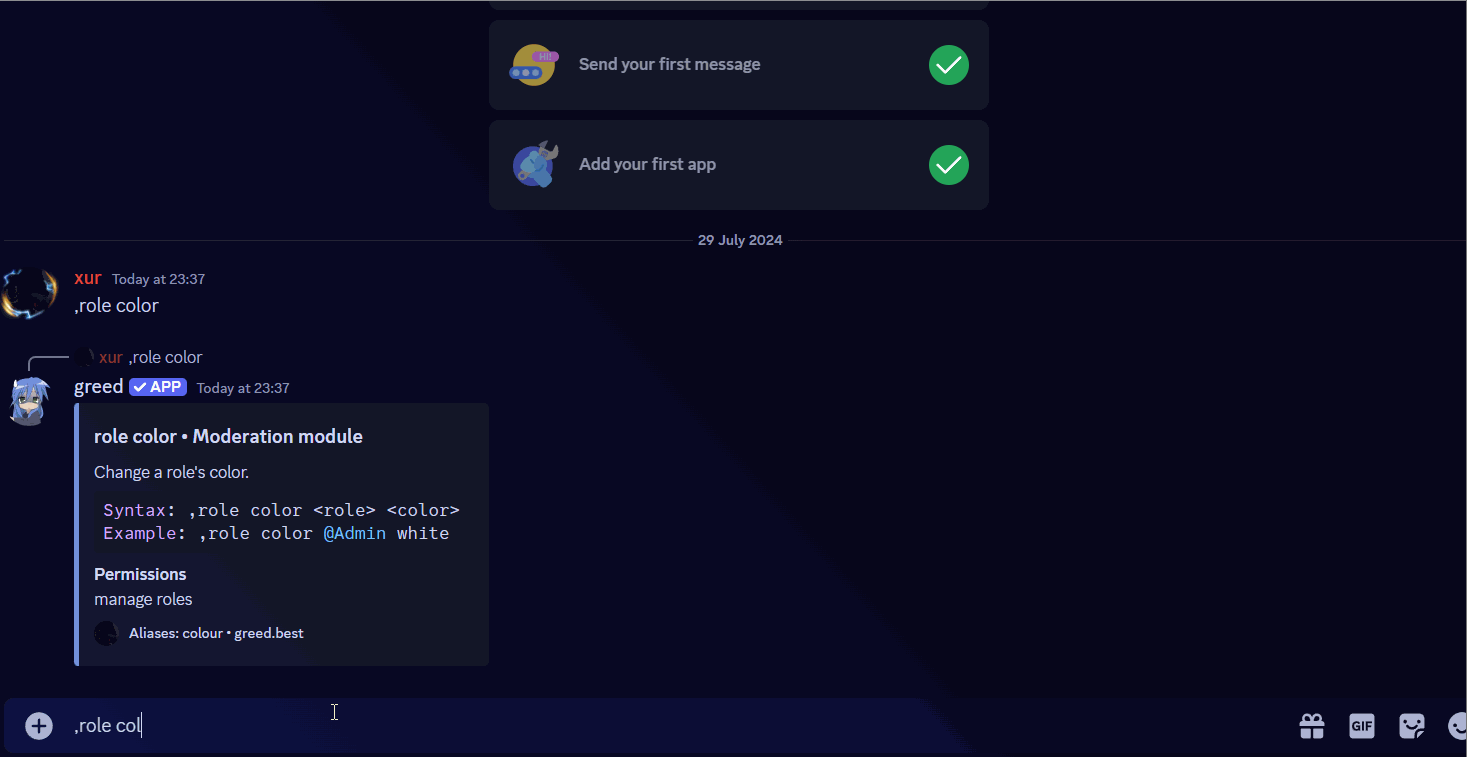 HI!
Send your first message
Add your first app
29 July 2024
xur Today at 23:37
,role color
xur ,role color
greed APP Today at 23:37
role color • Moderation module
Change a role's color.
Syntax: ,role color <role> <color>
Example: ,role color @Admin white
Permissions
manage roles
Aliases: colour • greed.best
,role col
GIF